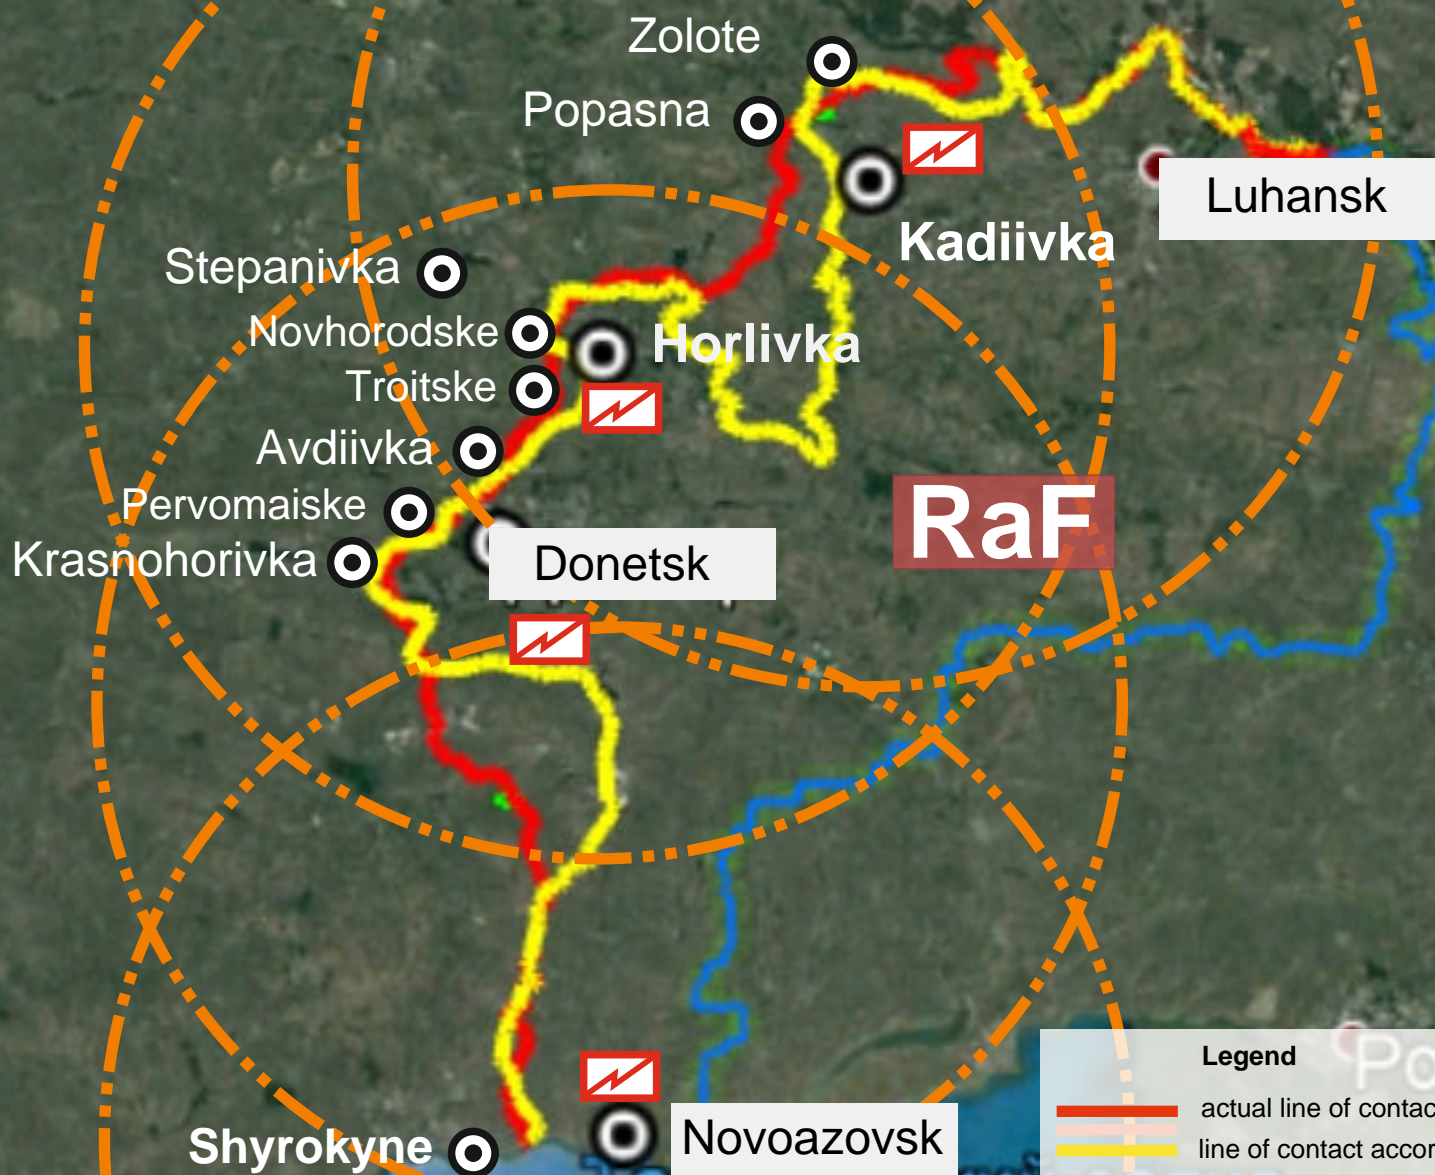 Zolote
Popasna
Luhansk
Kadiivka
Stepanivka
Novhorodske
Horlivka
Troitske
Avdiivka
RaF
Pervomaiske
Krasnohorivka
Donetsk
Legend
Po
actual line of contac
Shyrokyne
Novoazovsk
line of contact accor